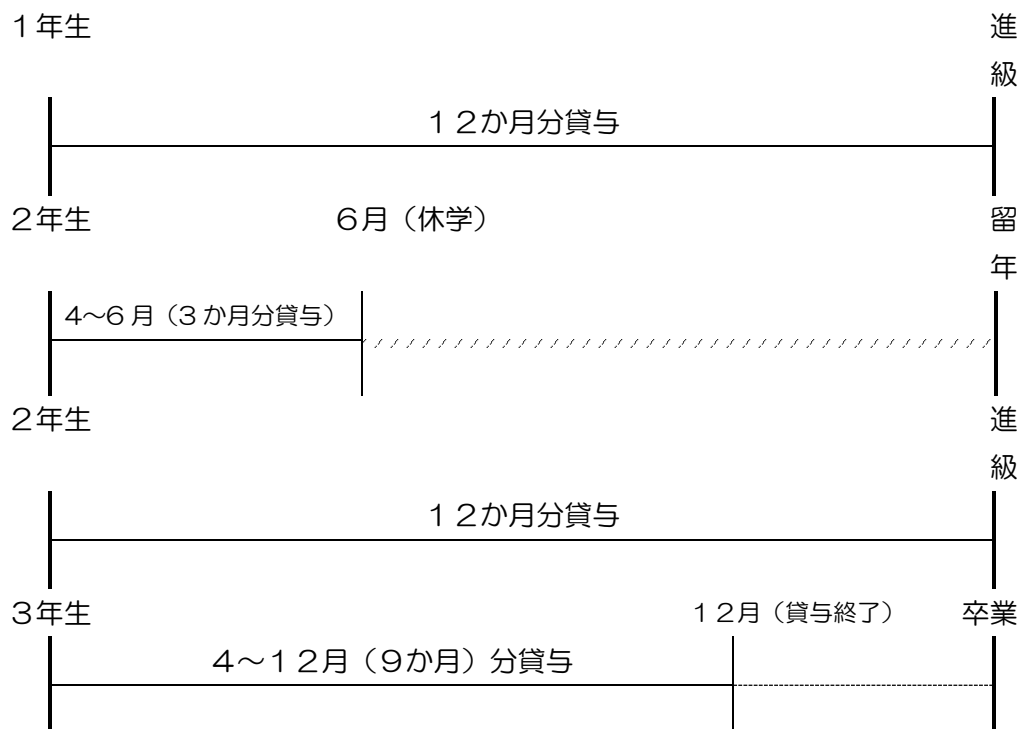 １年生 進級
１２か月分貸与
２年生 ６月（休学） 留年
４～６月（３か月分貸与）
２年生 進級
１２か月分貸与
３年生 １２月（貸与終了） 卒業
４～１２月（９か月）分貸与